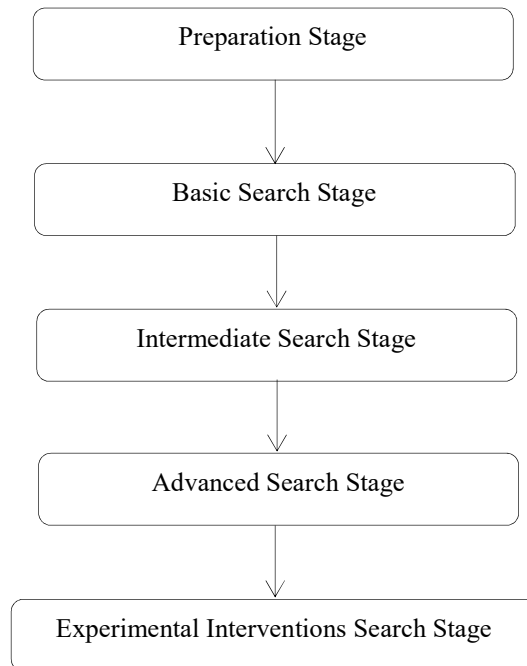 Preparation Stage
Basic Search Stage
Intermediate Search Stage
Advanced Search Stage
Experimental Interventions Search Stage